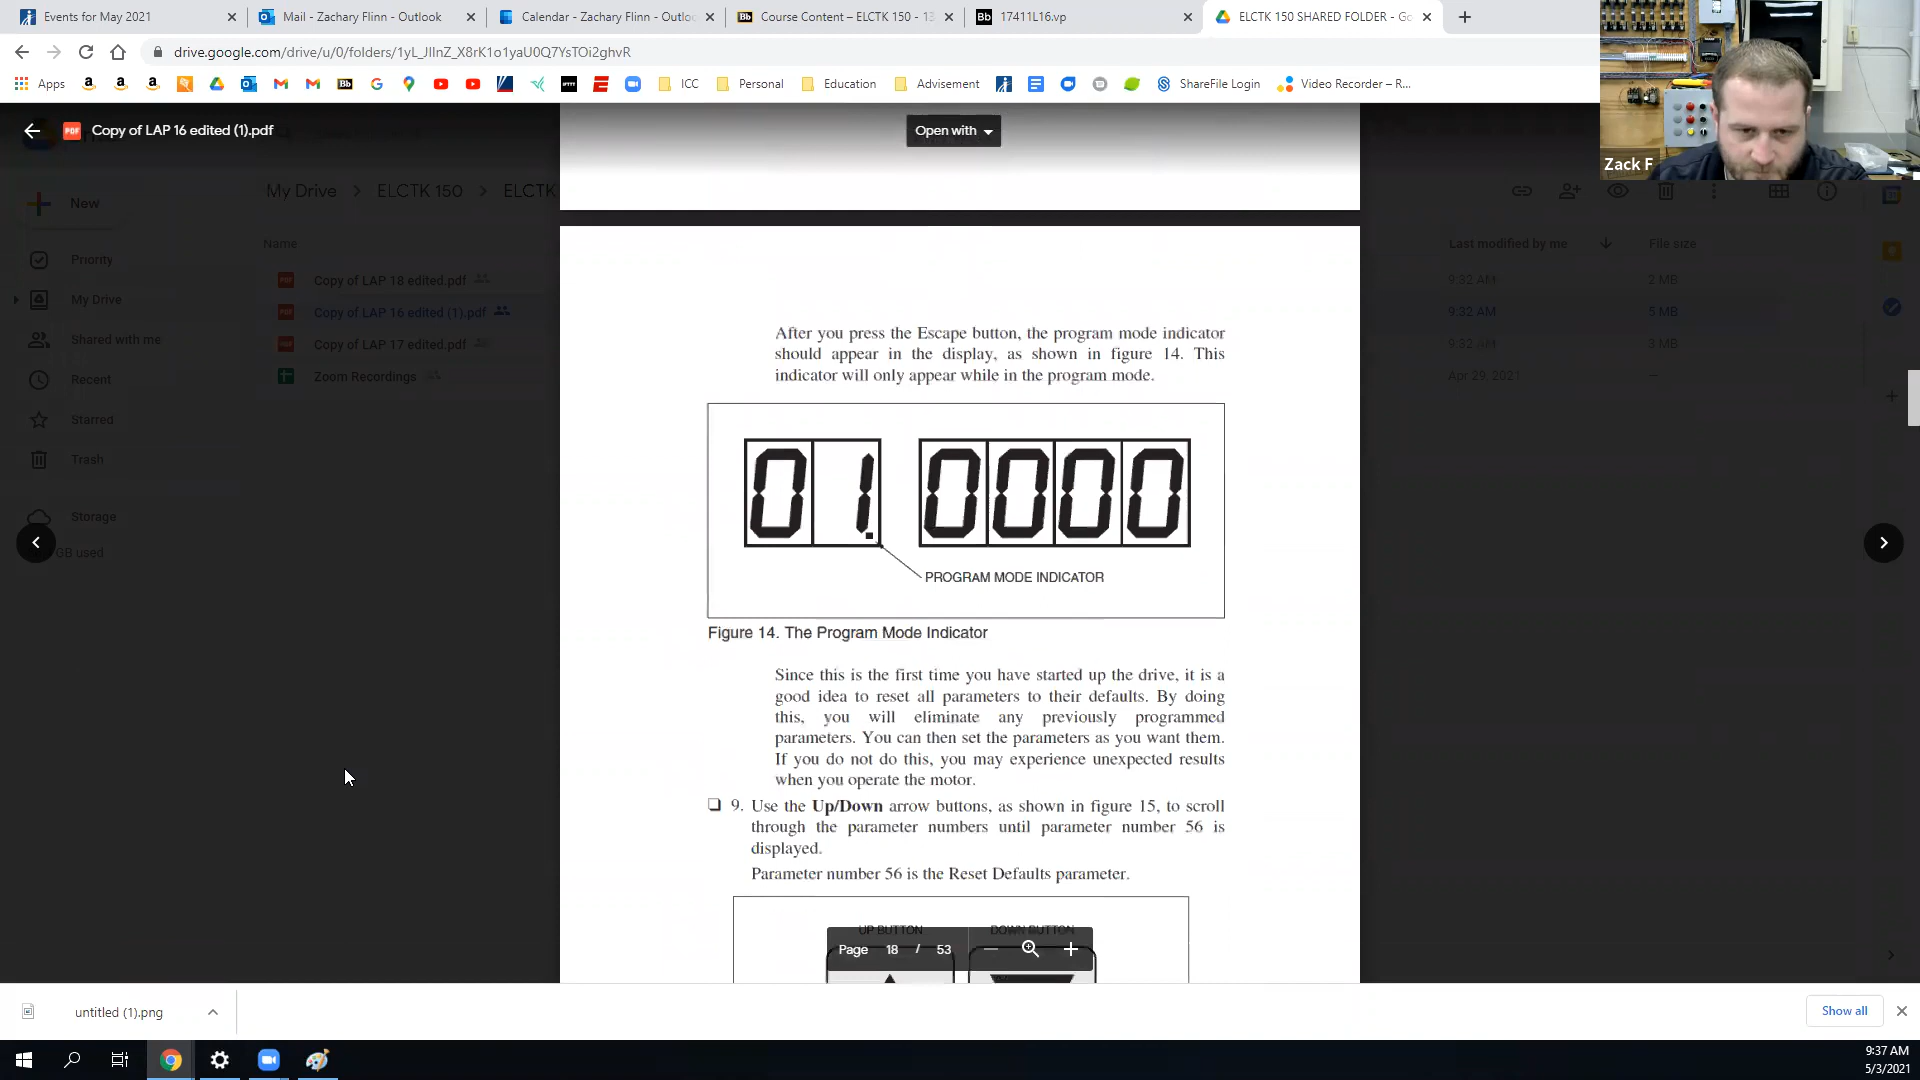 Events for May 2021
Mail - Zachary Flinn - Outlook
Calendar - Zachary Flinn - Outlo
Course Content – ELCTK 150 - 13
17411L16.vp
ELCTK 150 SHARED FOLDER - Go
drive.google.com/drive/u/0/folders/1yL_JIlnZ_X8rK1o1yaU0Q7YsTOi2ghvR
Apps
ICC
Personal
Education
Advisement
ShareFile Login
Video Recorder – R...
Zack F
PDF Copy of LAP 16 edited (1).pdf
Open with
My Drive > ELCTK 150 > ELCTK
New
Name
Last modified by me
File size
Priority
Copy of LAP 18 edited.pdf
9:32 AM
2 MB
My Drive
Copy of LAP 16 edited (1).pdf
9:32 AM
5 MB
Shared with me
Copy of LAP 17 edited.pdf
9:32 AM
3 MB
Recent
Zoom Recordings
Apr 29, 2021
—
Starred
Trash
Storage
GB used
After you press the Escape button, the program mode indicator
should appear in the display, as shown in figure 14. This
indicator will only appear while in the program mode.
01. 0000
PROGRAM MODE INDICATOR
Figure 14. The Program Mode Indicator
Since this is the first time you have started up the drive, it is a
good idea to reset all parameters to their defaults. By doing
this, you will eliminate any previously programmed
parameters. You can then set the parameters as you want them.
If you do not do this, you may experience unexpected results
when you operate the motor.
❏ 9. Use the Up/Down arrow buttons, as shown in figure 15, to scroll
through the parameter numbers until parameter number 56 is
displayed.
Parameter number 56 is the Reset Defaults parameter.
UP BUTTON
DOWN BUTTON
Page 18 / 53
untitled (1).png
Show all
9:37 AM
5/3/2021